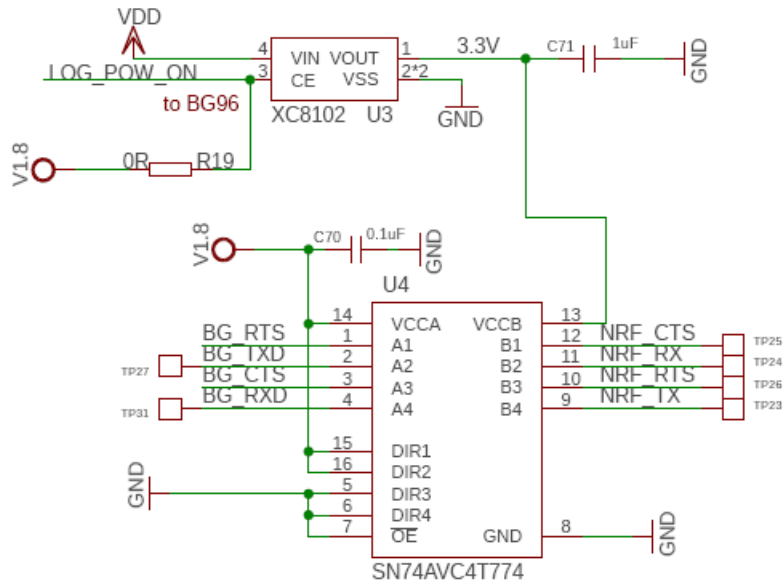 VDD
4 VIN VOUT 1 3.3V C71 1uF GND
LOG_POW_ON 3 CE VSS 2*2
to BG96 XC8102 U3 GND
V1.8 0R R19
V1.8 C70 0.1uF GND
U4
14 VCCA VCCB 13
BG_RTS 1 A1 B1 12 NRF_CTS TP25
TP27 BG_TXD 2 A2 B2 11 NRF_RX TP24
BG_CTS 3 A3 B3 10 NRF_RTS TP26
TP31 BG_RXD 4 A4 B4 9 NRF_TX TP23
15 DIR1
16 DIR2
GND 5 DIR3
6 DIR4
7 OE GND 8 GND
SN74AVC4T774